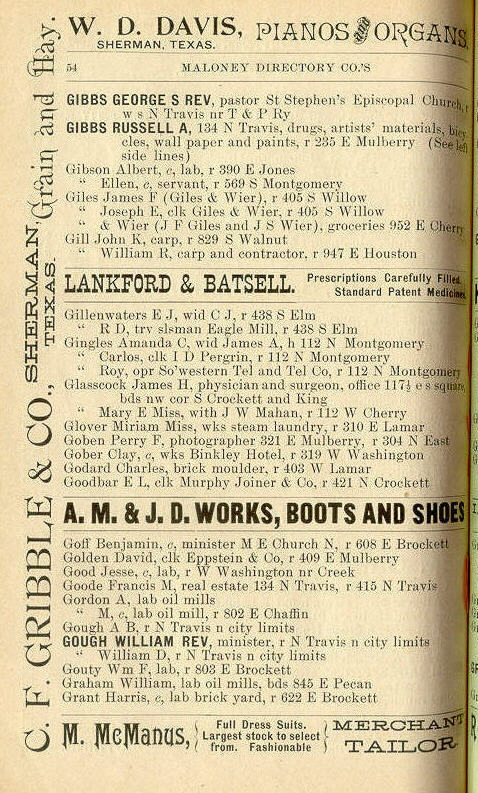 W. D. DAVIS, PIANOS and ORGANS,
SHERMAN, TEXAS.
54 MALONEY DIRECTORY CO.'S
GIBBS GEORGE S REV, pastor St Stephen's Episcopal Church, r
w s N Travis nr T & P Ry
GIBBS RUSSELL A, 134 N Travis, drugs, artists' materials, bicy-
cles, wall paper and paints, r 235 E Mulberry (See left
side lines)
Gibson Albert, c, lab, r 390 E Jones
" Ellen, c, servant, r 569 S Montgomery
Giles James F (Giles & Wier), r 405 S Willow
" Joseph E, clk Giles & Wier, r 405 S Willow
" & Wier (J F Giles and J S Wier), groceries 952 E Cherry
Gill John K, carp, r 829 S Walnut
" William R, carp and contractor, r 947 E Houston
LANKFORD & BATSELL. Prescriptions Carefully Filled.
Standard Patent Medicines.
Gillenwaters E J, wid C J, r 438 S Elm
" R D, trv slsman Eagle Mill, r 438 S Elm
Gingles Amanda C, wid James A, h 112 N Montgomery
" Carlos, clk I D Pergrin, r 112 N Montgomery
" Roy, opr So'western Tel and Tel Co, r 112 N Montgomery
Glasscock James H, physician and surgeon, office 117½ e s square,
bds nw cor S Crockett and King
" Mary E Miss, with J W Mahan, r 112 W Cherry
Glover Miriam Miss, wks steam laundry, r 310 E Lamar
Goben Perry F, photographer 321 E Mulberry, r 304 N East
Gober Clay, c, wks Binkley Hotel, r 319 W Washington
Godard Charles, brick moulder, r 403 W Lamar
Goodbar E L, clk Murphy Joiner & Co, r 421 N Crockett
A. M. & J. D. WORKS, BOOTS AND SHOES
Goff Benjamin, c, minister M E Church N, r 608 E Brockett
Golden David, clk Eppstein & Co, r 409 E Mulberry
Good Jesse, c, lab, r W Washington nr Creek
Goode Francis M, real estate 134 N Travis, r 415 N Travis
Gordon A, lab oil mills
" M, c, lab oil mill, r 802 E Chaffin
Gough A B, r N Travis n city limits
GOUGH WILLIAM REV, minister, r N Travis n city limits
" William D, r N Travis n city limits
Gouty Wm F, lab, r 803 E Brockett
Graham William, lab oil mills, bds 845 E Pecan
Grant Harris, c, lab brick yard, r 622 E Brockett
M. McManus, Full Dress Suits.
Largest stock to select
from. Fashionable MERCHANT
TAILOR
C. F. GRIBBLE & CO., SHERMAN, TEXAS. Grain and Hay.